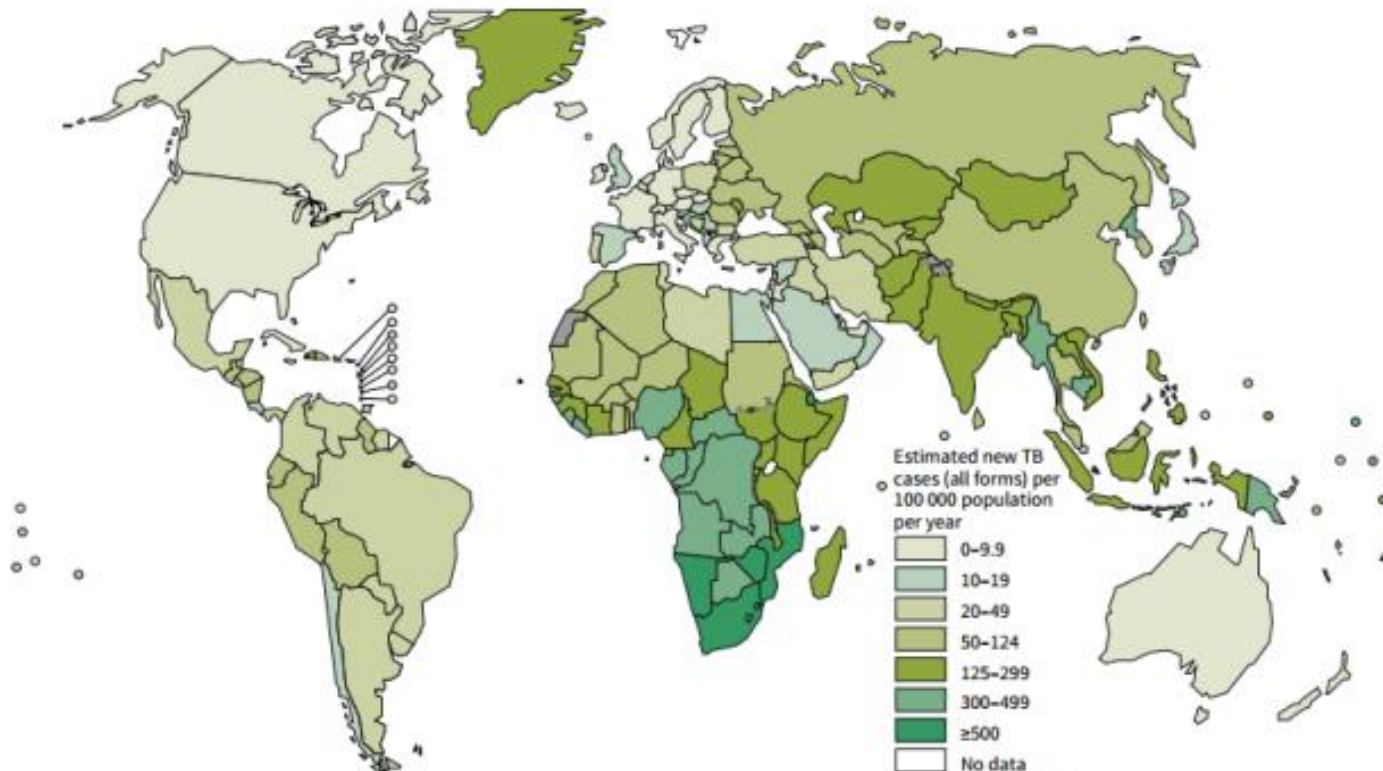 Estimated new TB
cases (all forms) per
100 000 population
per year
0–9.9
10–19
20–49
50–124
125–299
300–499
≥500
No data